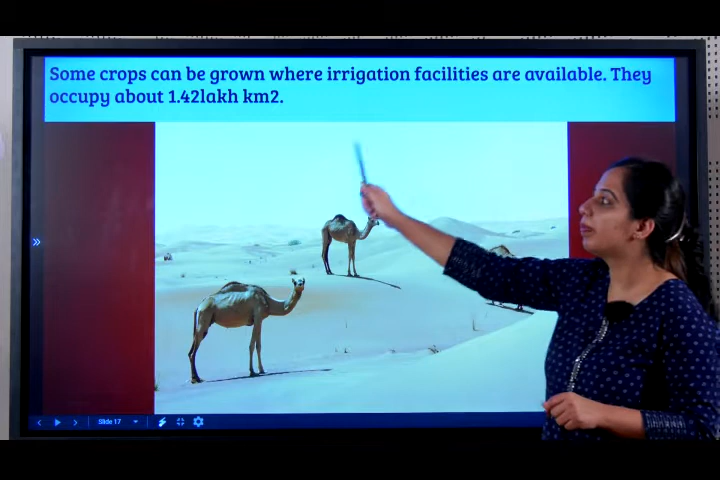 Some crops can be grown where irrigation facilities are available. They
occupy about 1.42lakh km2.
Slide 17